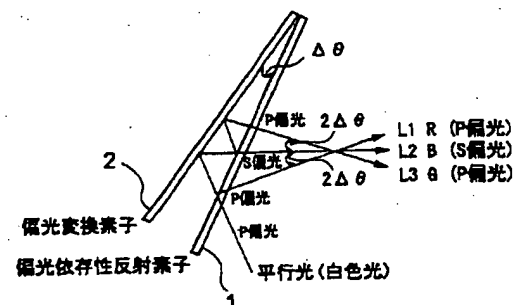 Δθ
P偏光
2Δθ
L1 R (P偏光)
S偏光
L2 B (S偏光)
2Δθ
L3 G (P偏光)
2
P偏光
偏光変換素子
P偏光
偏光依存性反射素子
平行光(白色光)
1